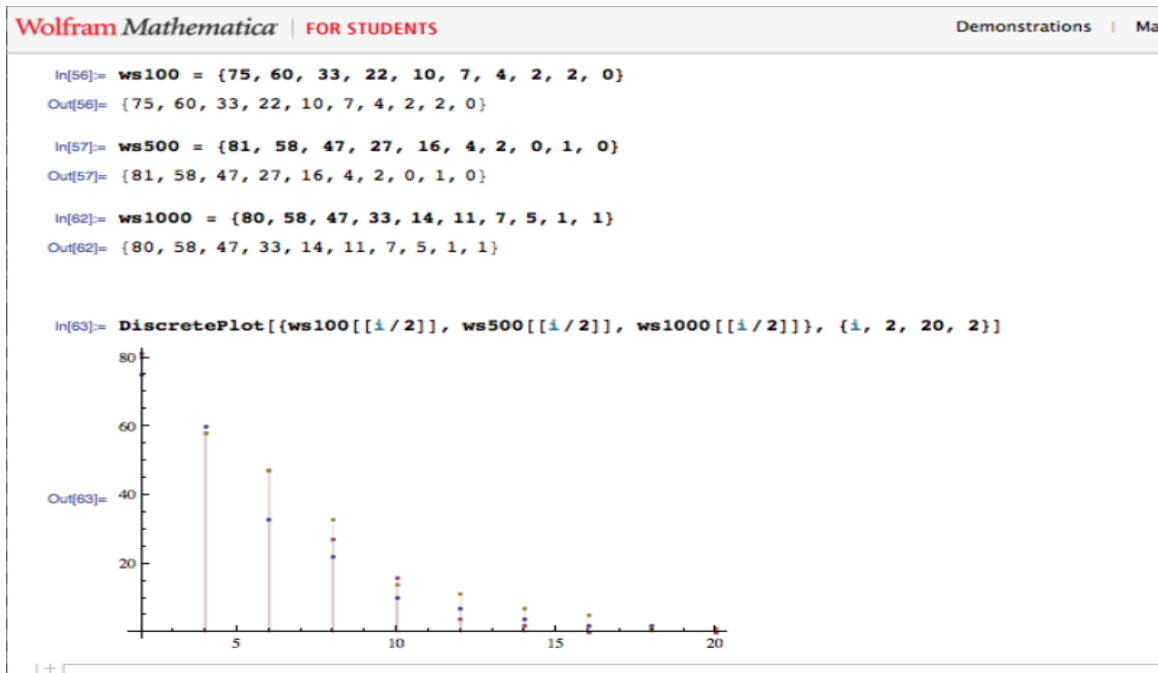 Wolfram Mathematica | FOR STUDENTS Demonstrations | Ma
In[56]:= ws100 = {75, 60, 33, 22, 10, 7, 4, 2, 2, 0}
Out[56]= {75, 60, 33, 22, 10, 7, 4, 2, 2, 0}
In[57]:= ws500 = {81, 58, 47, 27, 16, 4, 2, 0, 1, 0}
Out[57]= {81, 58, 47, 27, 16, 4, 2, 0, 1, 0}
In[62]:= ws1000 = {80, 58, 47, 33, 14, 11, 7, 5, 1, 1}
Out[62]= {80, 58, 47, 33, 14, 11, 7, 5, 1, 1}
In[63]:= DiscretePlot[{ws100[[i/2]], ws500[[i/2]], ws1000[[i/2]]}, {i, 2, 20, 2}]
80
60
Out[63]= 40
20
5 10 15 20